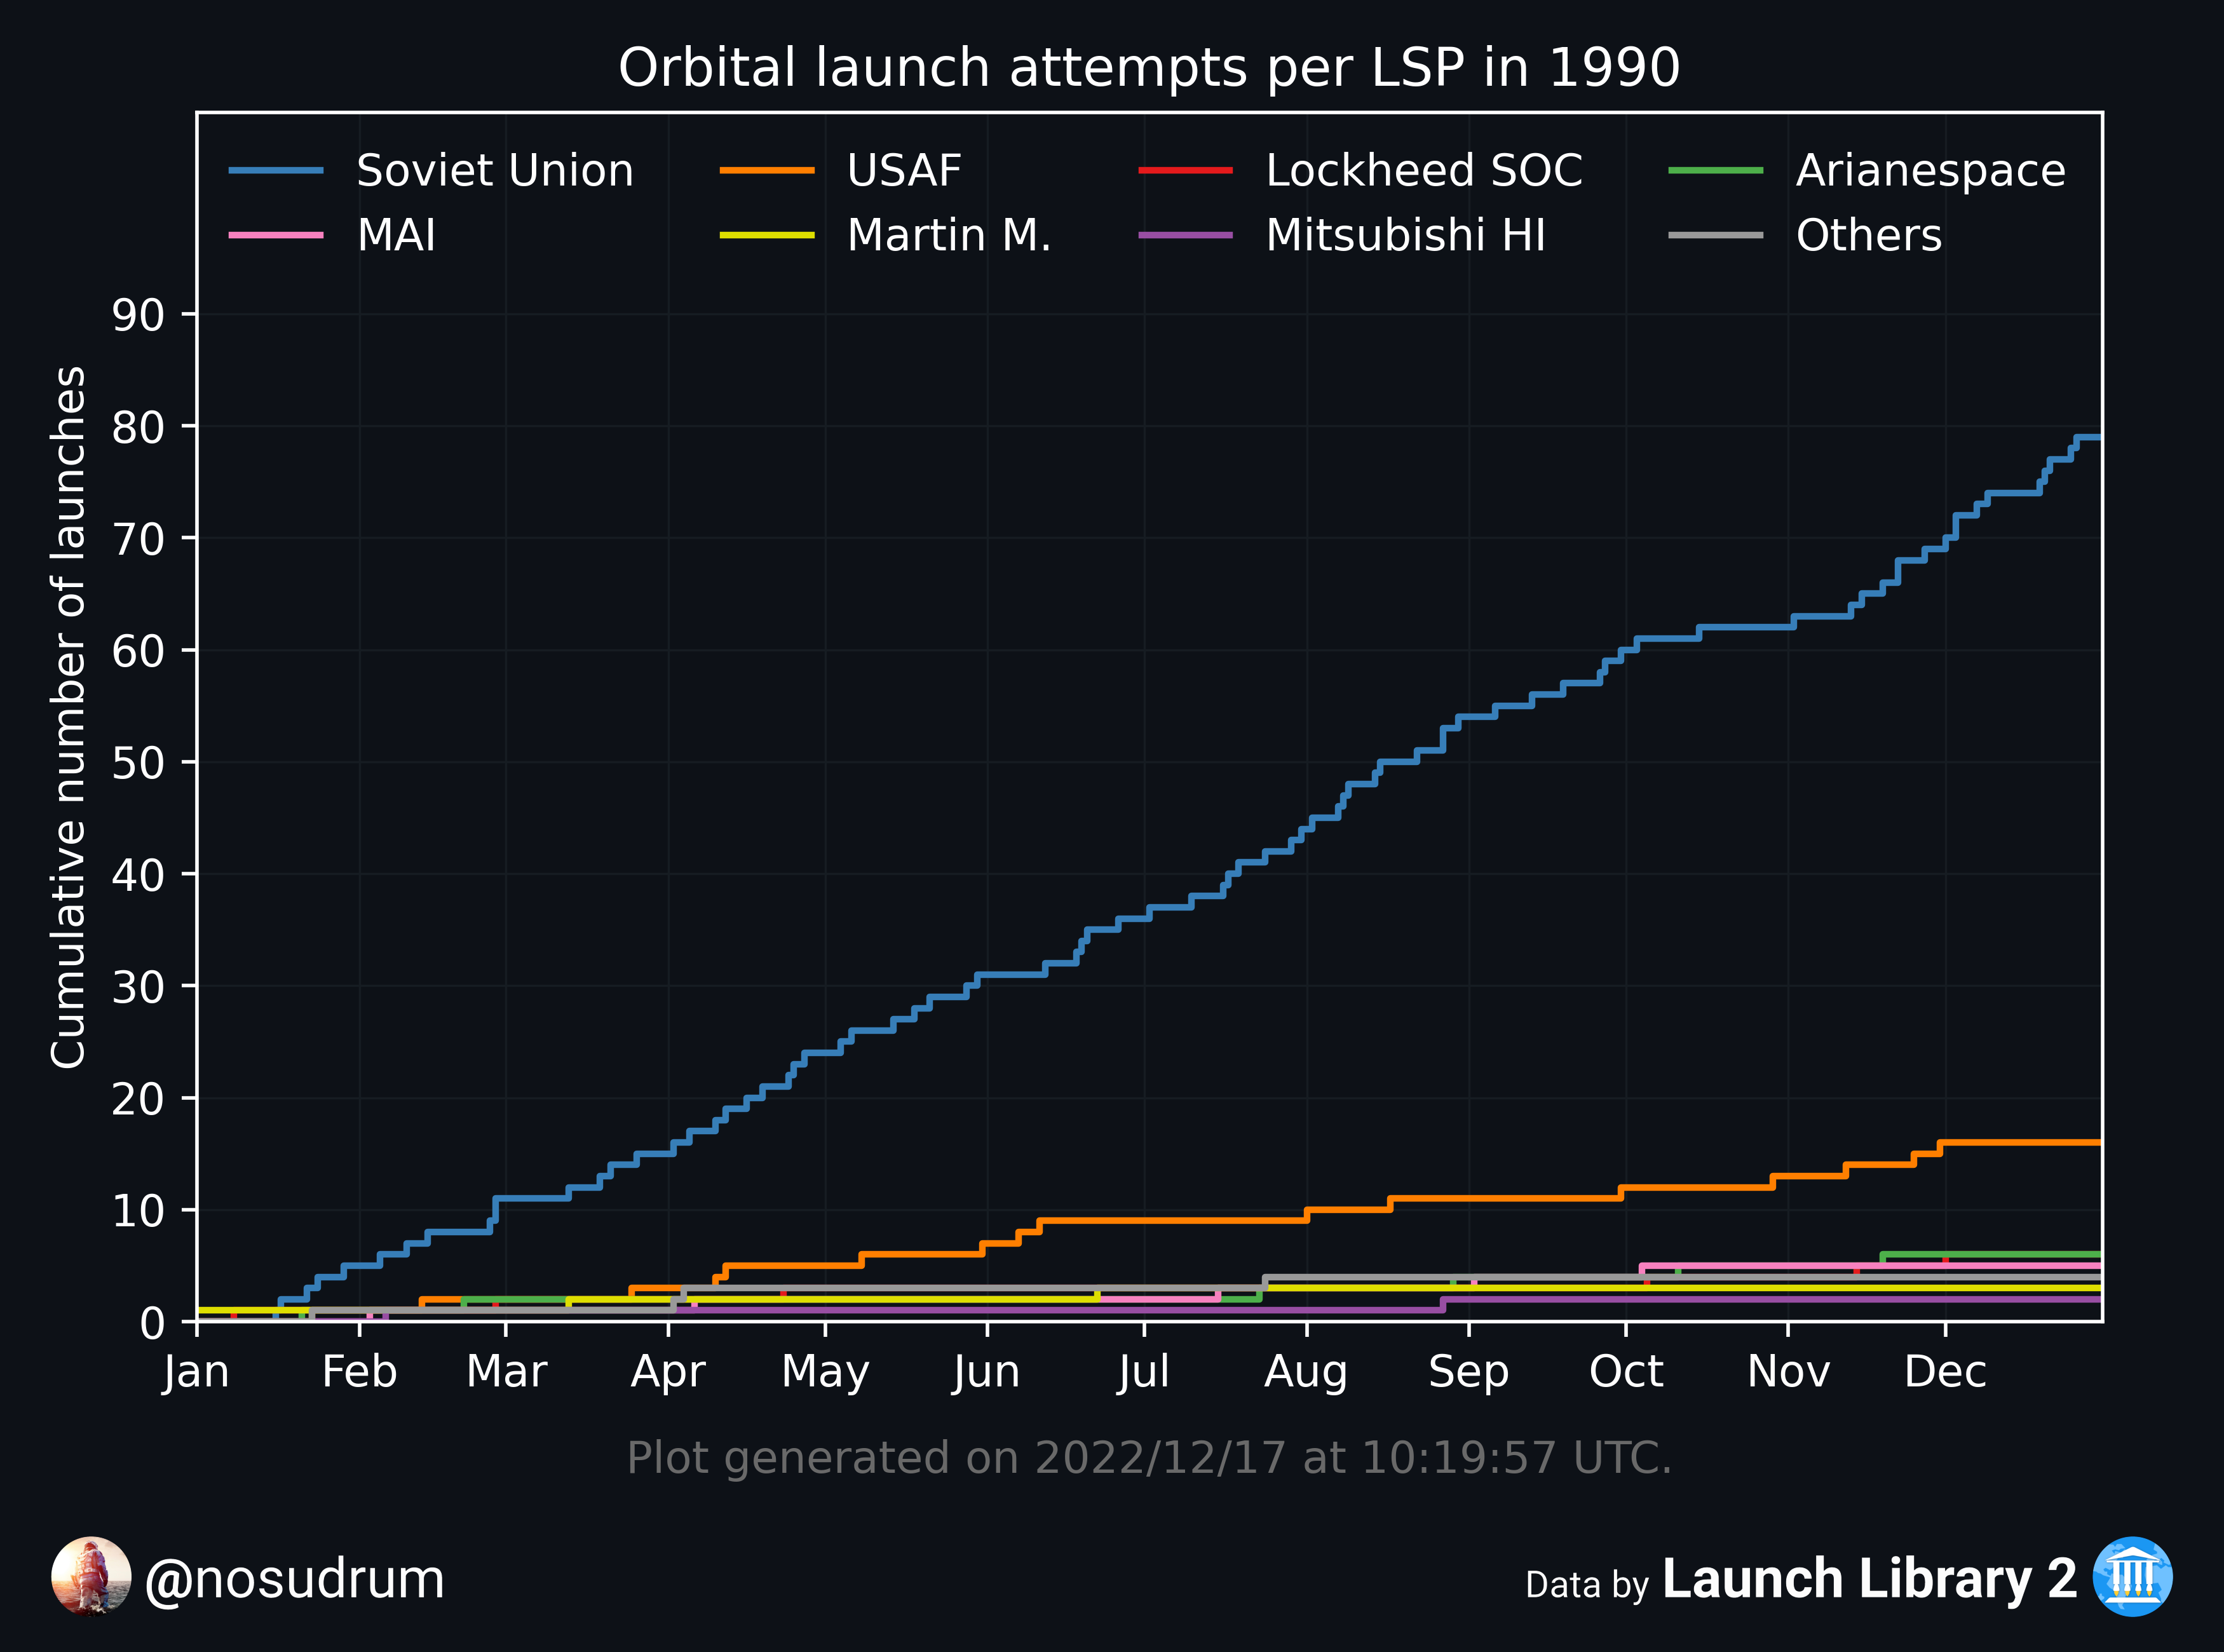 Orbital launch attempts per LSP in 1990
Soviet Union
USAF
Lockheed SOC
Arianespace
MAI
Martin M.
Mitsubishi HI
Others
Cumulative number of launches
90
80
70
60
50
40
30
20
10
0
Jan Feb Mar Apr May Jun Jul Aug Sep Oct Nov Dec
Plot generated on 2022/12/17 at 10:19:57 UTC.
@nosudrum
Data by Launch Library 2